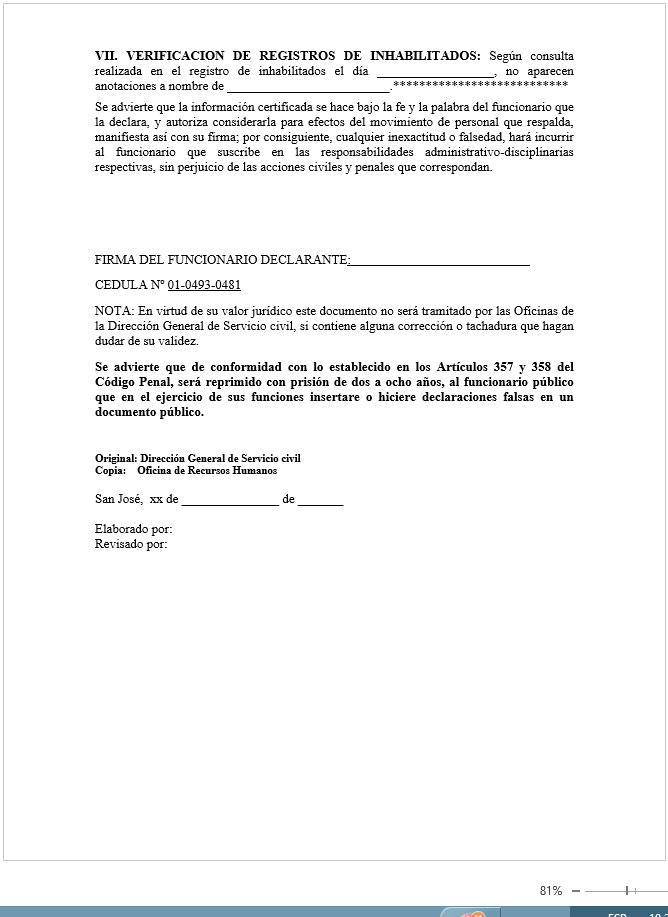 VII. VERIFICACION DE REGISTROS DE INHABILITADOS: Según consulta
realizada en el registro de inhabilitados el día ___________________, no aparecen
anotaciones a nombre de __________________________.***************************
Se advierte que la información certificada se hace bajo la fe y la palabra del funcionario que
la declara, y autoriza considerarla para efectos del movimiento de personal que respalda,
manifiesta así con su firma; por consiguiente, cualquier inexactitud o falsedad, hará incurrir
al funcionario que suscribe en las responsabilidades administrativo-disciplinarias
respectivas, sin perjuicio de las acciones civiles y penales que correspondan.
FIRMA DEL FUNCIONARIO DECLARANTE:_____________________________
CEDULA Nº 01-0493-0481
NOTA: En virtud de su valor jurídico este documento no será tramitado por las Oficinas de
la Dirección General de Servicio civil, si contiene alguna corrección o tachadura que hagan
dudar de su validez.
Se advierte que de conformidad con lo establecido en los Artículos 357 y 358 del
Código Penal, será reprimido con prisión de dos a ocho años, al funcionario público
que en el ejercicio de sus funciones insertare o hiciere declaraciones falsas en un
documento público.
Original: Dirección General de Servicio civil
Copia: Oficina de Recursos Humanos
San José, xx de ________________ de _______
Elaborado por:
Revisado por:
81%